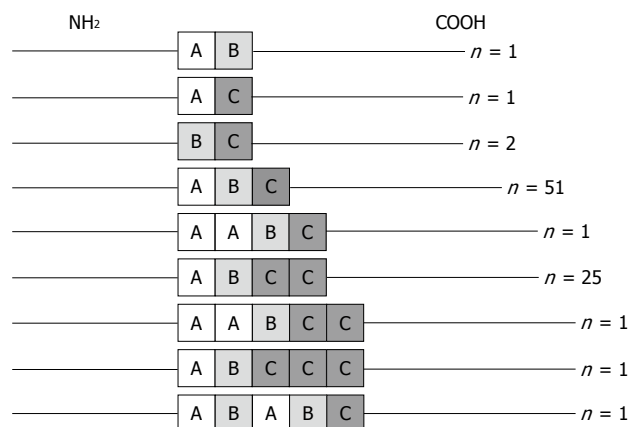 NH₂ COOH
A B n = 1
A C n = 1
B C n = 2
A B C n = 51
A A B C n = 1
A B C C n = 25
A A B C C n = 1
A B C C C n = 1
A B A B C n = 1